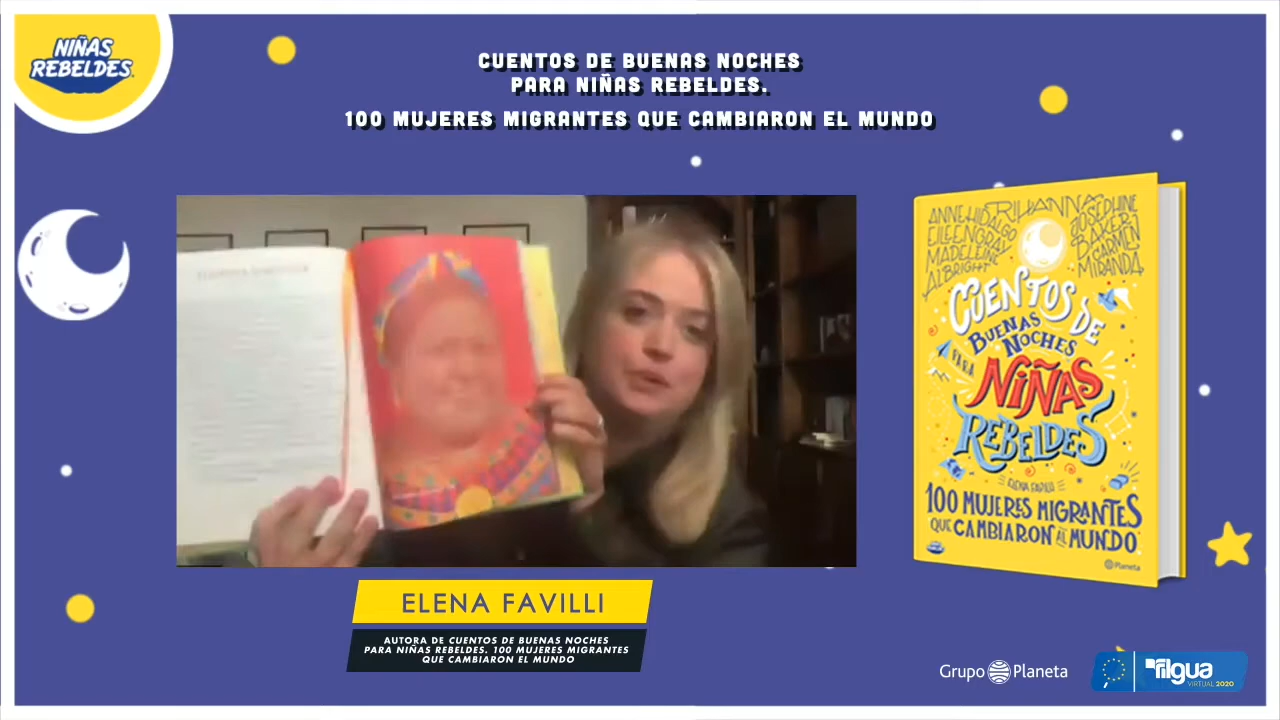 NIÑAS
REBELDES
CUENTOS DE BUENAS NOCHES
PARA NIÑAS REBELDES.
100 MUJERES MIGRANTES QUE CAMBIARON EL MUNDO
ANNE HIDALGO
EILEEN GRAY
MADELEINE
ALBRIGHT
RIHANNA
JOSEPHINE
BAKER
CARMEN
MIRANDA
CUENTOS DE
BUENAS
NOCHES
PARA
NIÑAS
REBELDES
ELENA FAVILLI
100 MUJERES MIGRANTES
QUE CAMBIARON EL MUNDO
Planeta
ELENA FAVILLI
AUTORA DE CUENTOS DE BUENAS NOCHES
PARA NIÑAS REBELDES. 100 MUJERES MIGRANTES
QUE CAMBIARON EL MUNDO
Grupo Planeta
filgua
VIRTUAL 2020